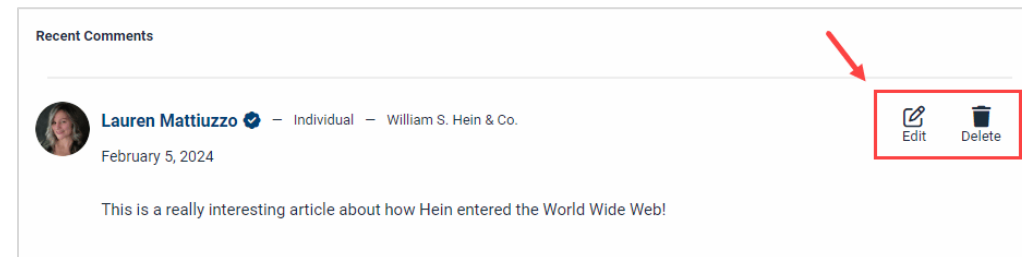 Recent Comments
Lauren Mattiuzzo — Individual — William S. Hein & Co.
Edit Delete
February 5, 2024
This is a really interesting article about how Hein entered the World Wide Web!